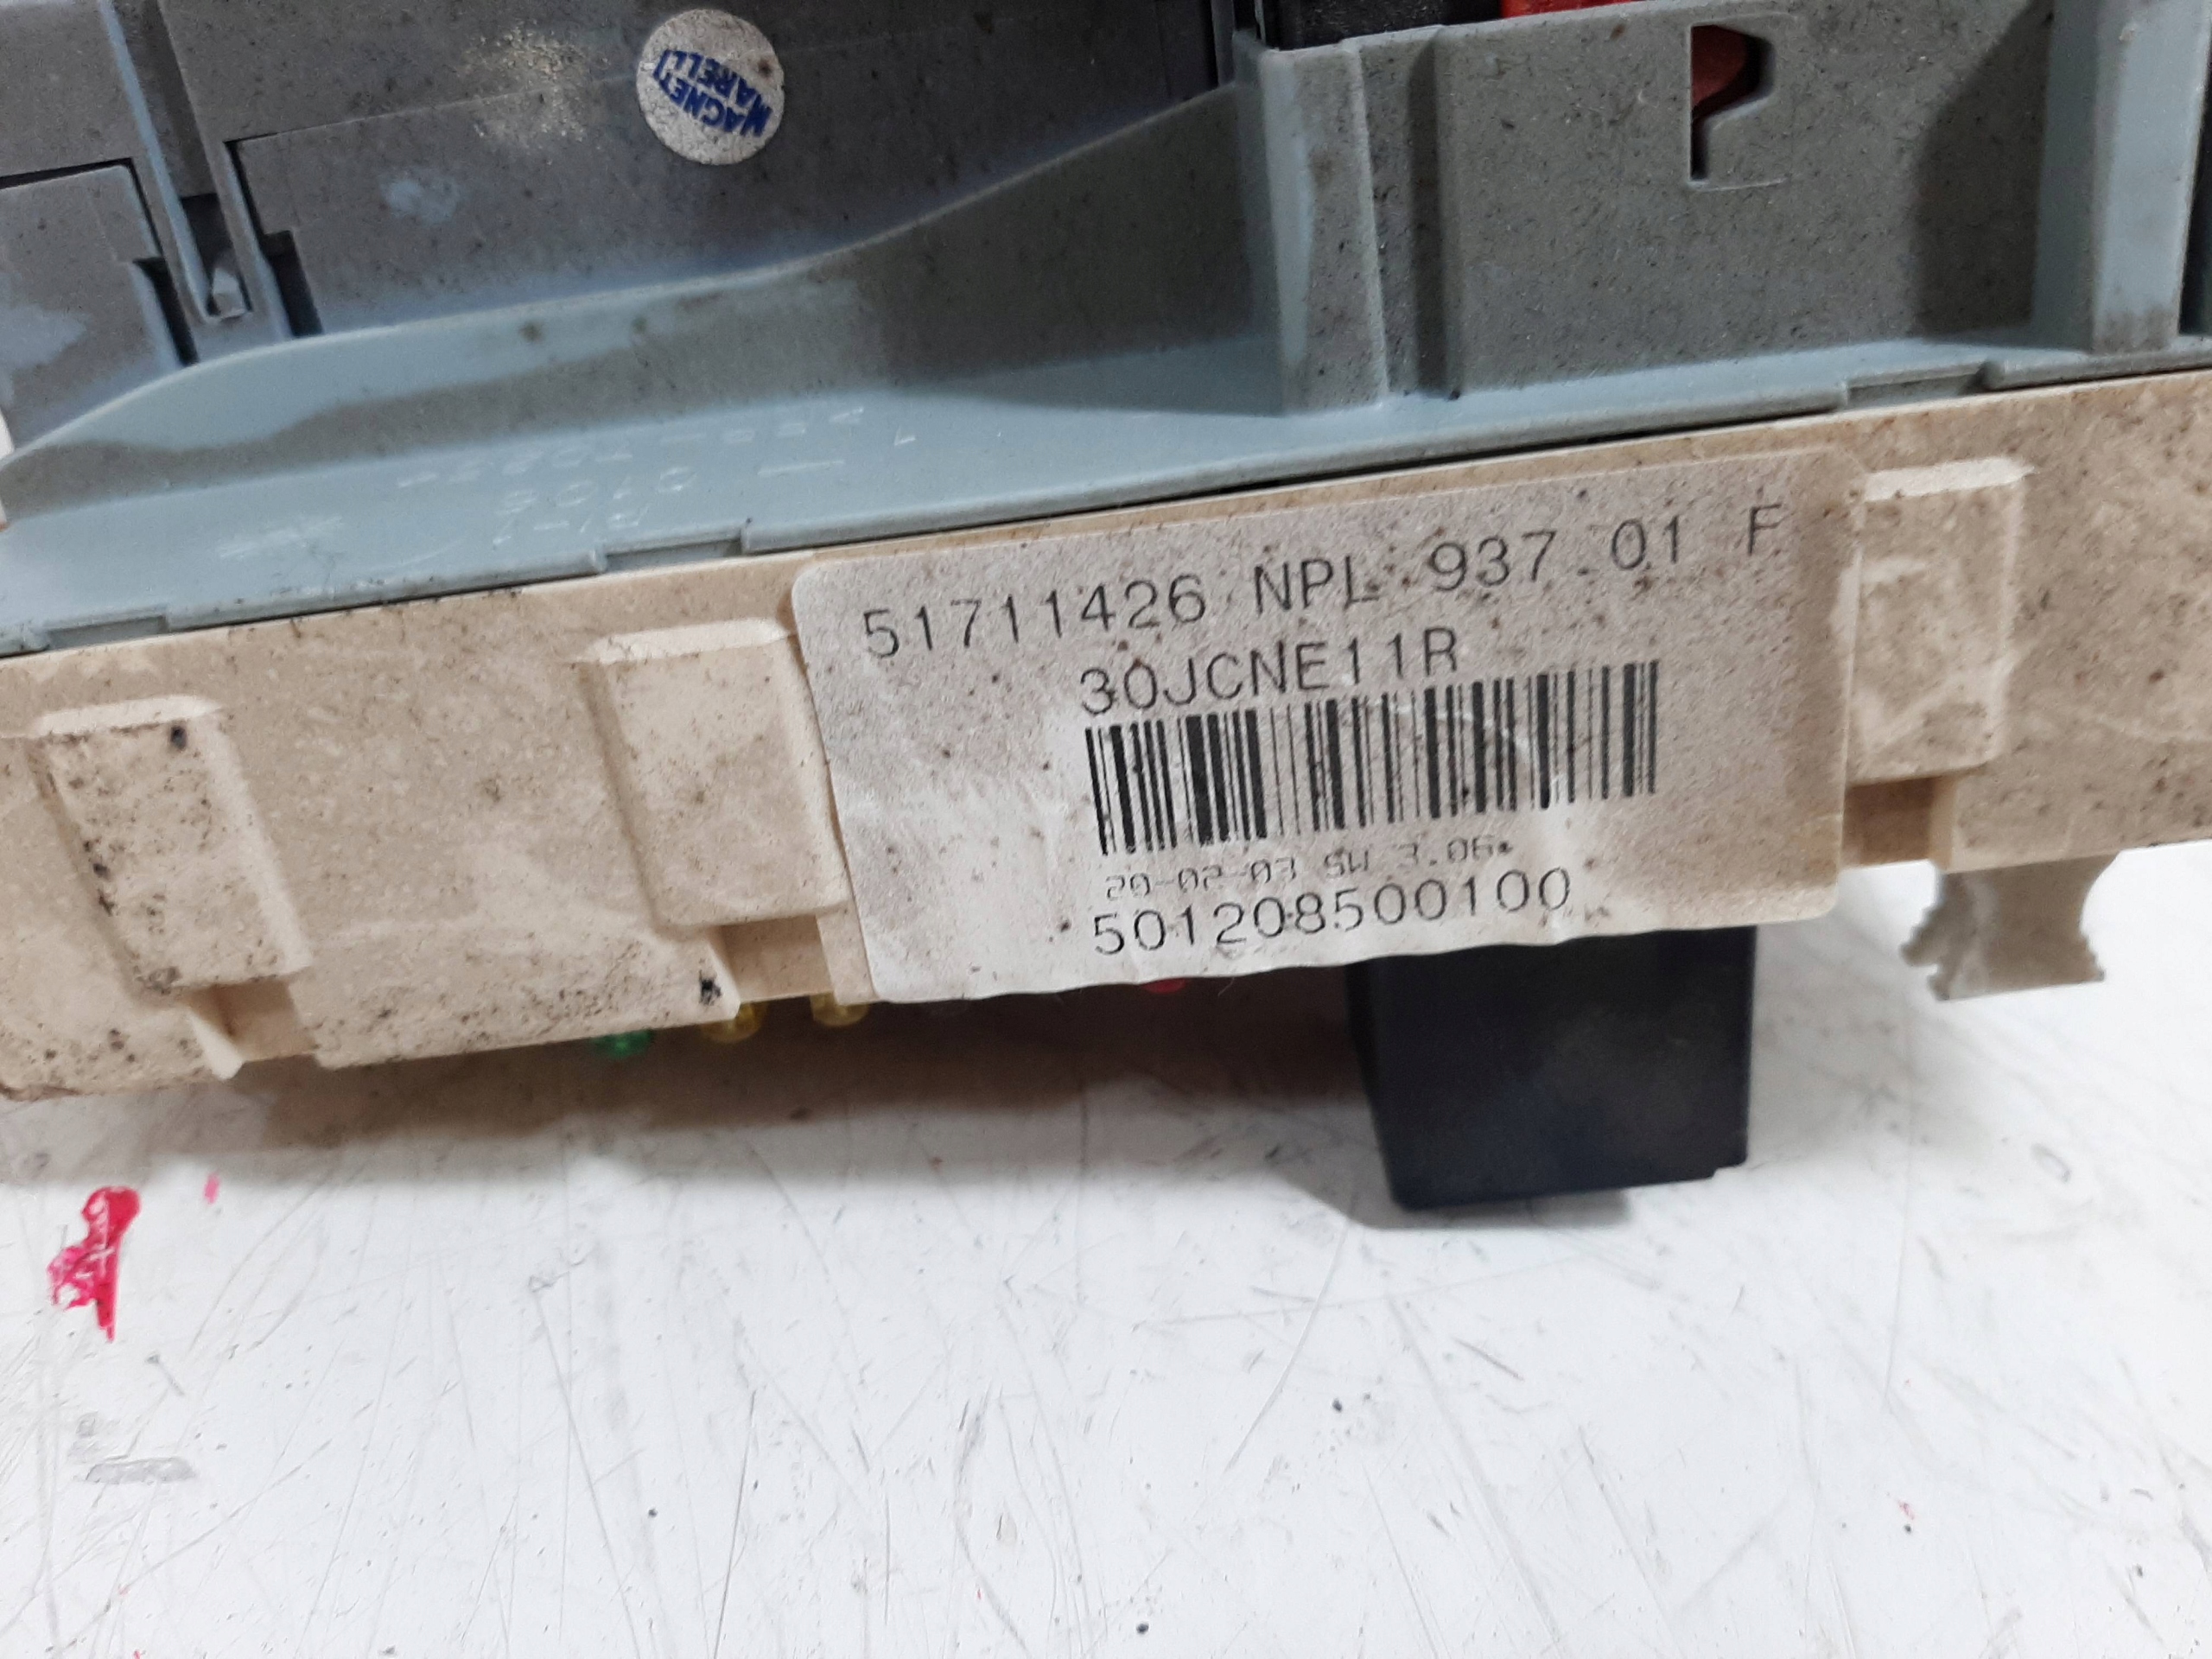 MAGNETI
MARELLI
51711426 NPL 937.01 F
30JCNE11R
20-02-03 SW 3.06
501208500100